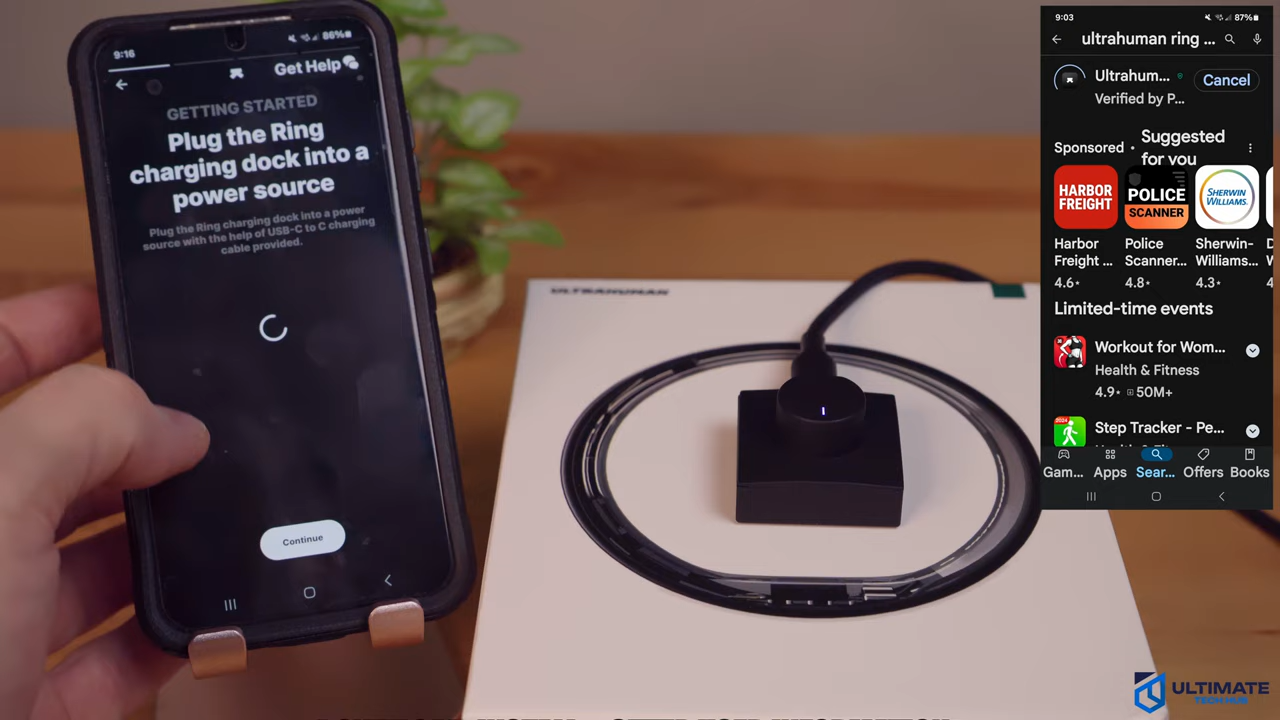 9:16
86%
Get Help
GETTING STARTED
Plug the Ring
charging dock into a
power source
Plug the Ring charging dock into a power
source with the help of USB-C to C charging
cable provided.
Continue
ULTRAHUMAN
9:03
87%
ultrahuman ring ...
Ultrahum...
Verified by P...
Cancel
Sponsored •
Suggested
for you
HARBOR
FREIGHT
POLICE
SCANNER
SHERWIN
WILLIAMS.
Harbor
Freight ...
4.6★
Police
Scanner...
4.8★
Sherwin-
Williams...
4.3★
Limited-time events
Workout for Wom...
Health & Fitness
4.9★ 50M+
2024
Step Tracker - Pe...
Gam...
Apps
Sear...
Offers
Books
ULTIMATE
TECH HUB